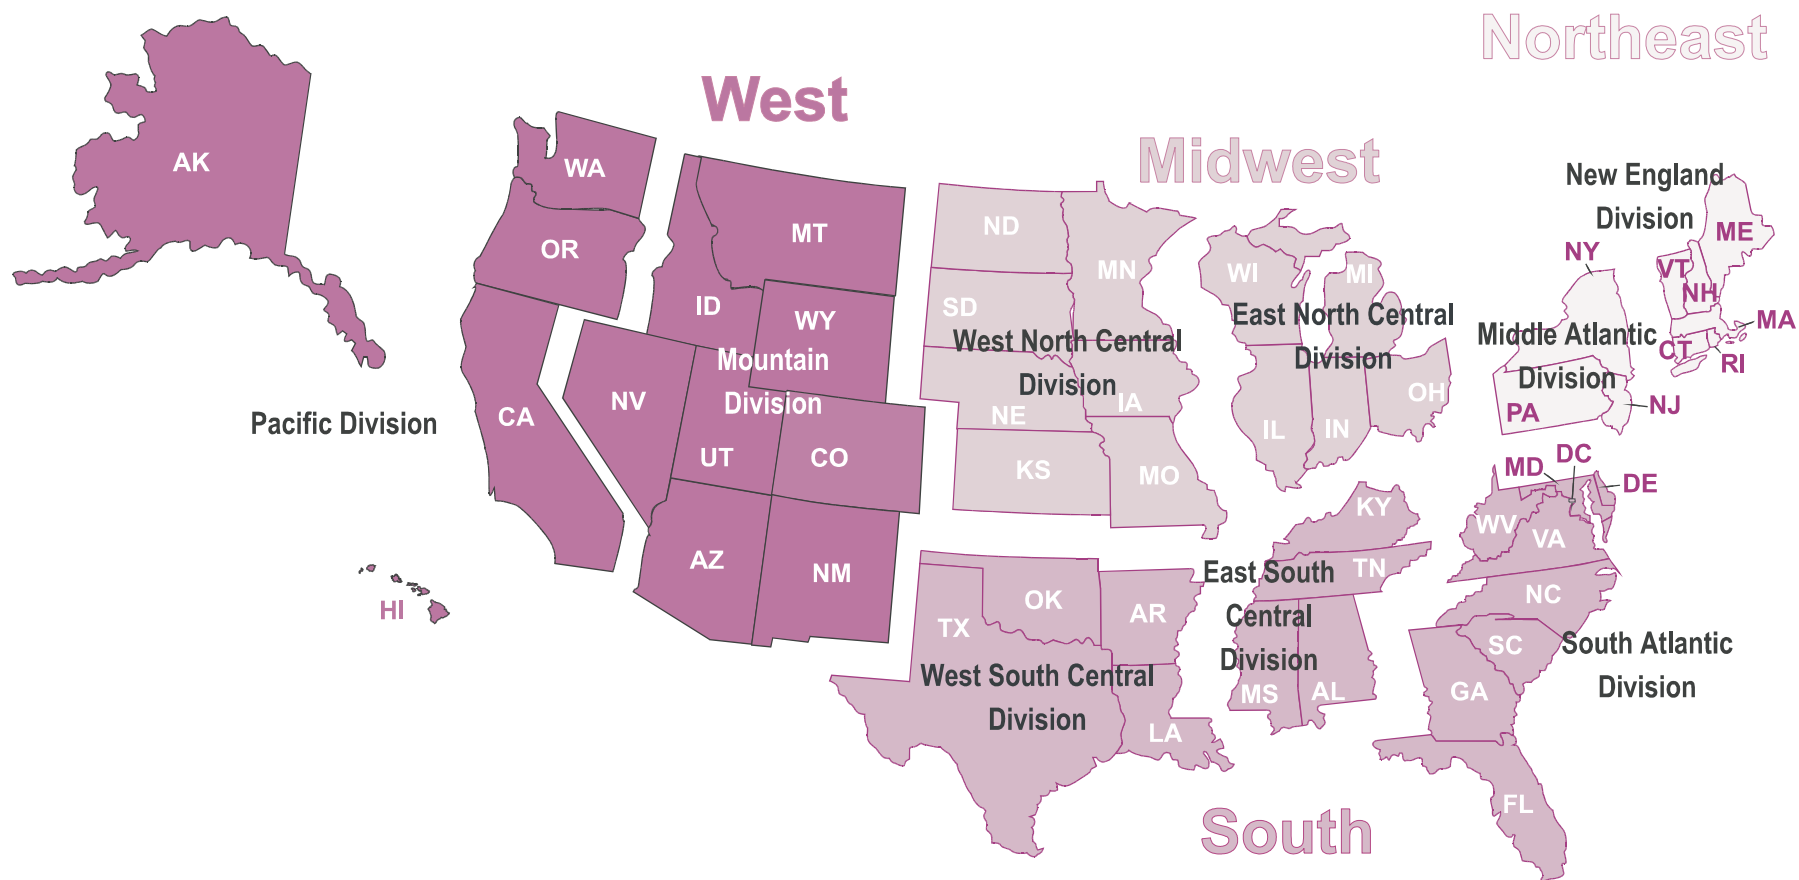 Northeast
West
Midwest
AK
WA
OR
MT
ID
WY
Mountain
Division
NV
CA
UT
CO
AZ
NM
Pacific Division
HI
ND
MN
SD
West North Central
Division
NE
IA
KS
MO
WI
MI
East North Central
Division
IL
IN
OH
New England
Division
ME
NY
VT
NH
MA
Middle Atlantic
Division
CT
RI
PA
NJ
MD
DC
DE
WV
VA
NC
SC
South Atlantic
Division
GA
FL
KY
TN
East South
Central
Division
MS
AL
OK
AR
TX
West South Central
Division
LA
South